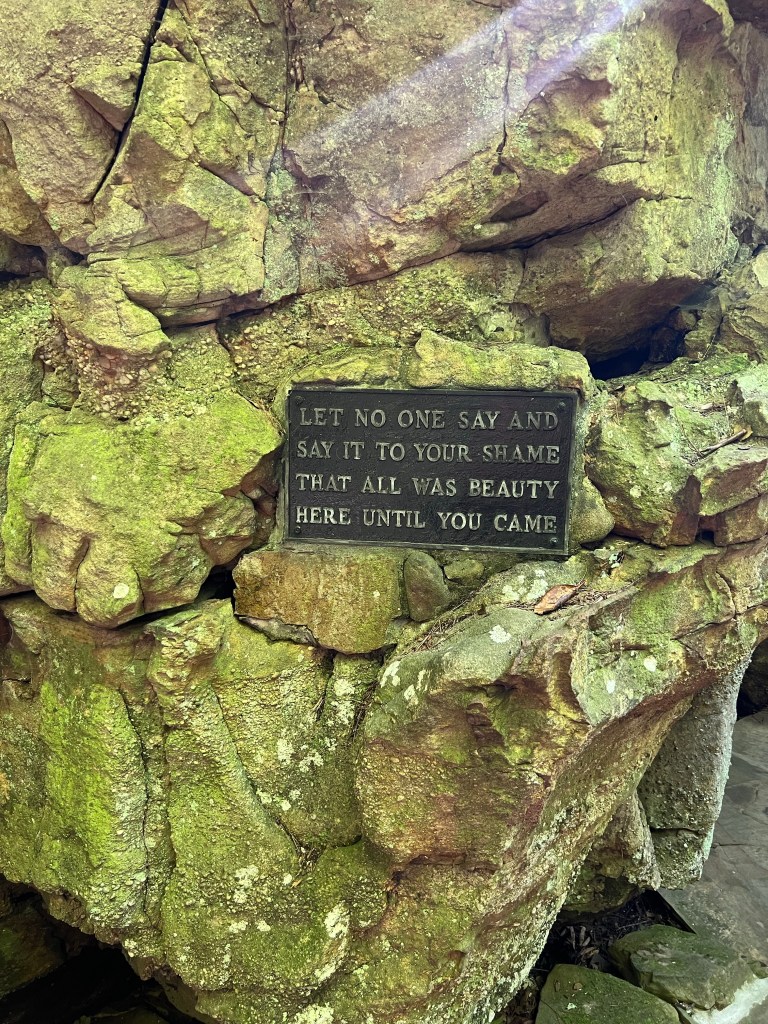 LET NO ONE SAY AND
SAY IT TO YOUR SHAME
THAT ALL WAS BEAUTY
HERE UNTIL YOU CAME